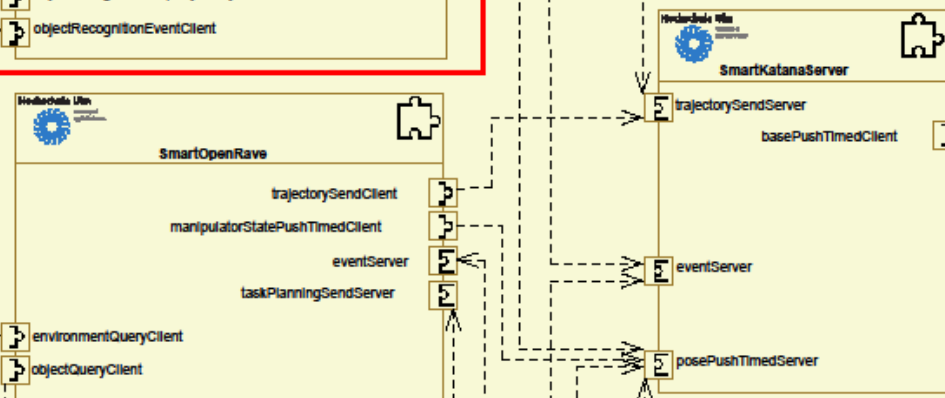 objectRecognitionEventClient
Hochschule Ulm
SmartKatanaServer
trajectorySendServer
basePushTimedClient
eventServer
posePushTimedServer
Hochschule Ulm
SmartOpenRave
trajectorySendClient
manipulatorStatePushTimedClient
eventServer
taskPlanningSendServer
environmentQueryClient
objectQueryClient